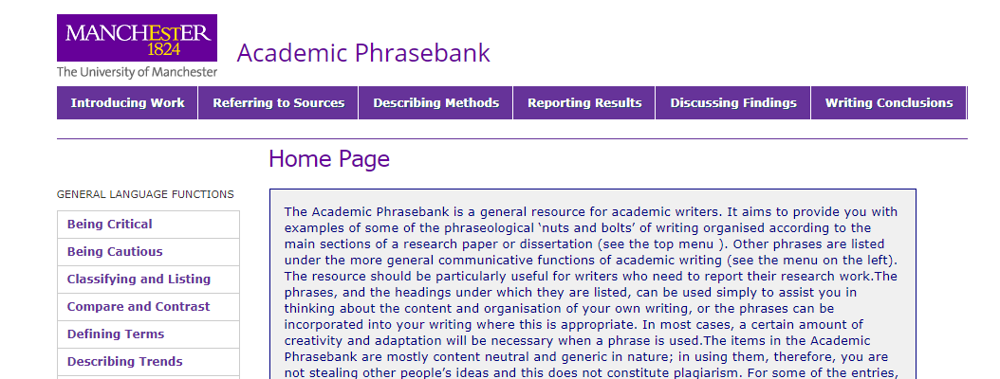 MANCHESTER
1824
The University of Manchester
Academic Phrasebank
Introducing Work
Referring to Sources
Describing Methods
Reporting Results
Discussing Findings
Writing Conclusions
Home Page
GENERAL LANGUAGE FUNCTIONS
Being Critical
Being Cautious
Classifying and Listing
Compare and Contrast
Defining Terms
Describing Trends
The Academic Phrasebank is a general resource for academic writers. It aims to provide you with
examples of some of the phraseological ‘nuts and bolts’ of writing organised according to the
main sections of a research paper or dissertation (see the top menu ). Other phrases are listed
under the more general communicative functions of academic writing (see the menu on the left).
The resource should be particularly useful for writers who need to report their research work.The
phrases, and the headings under which they are listed, can be used simply to assist you in
thinking about the content and organisation of your own writing, or the phrases can be
incorporated into your writing where this is appropriate. In most cases, a certain amount of
creativity and adaptation will be necessary when a phrase is used.The items in the Academic
Phrasebank are mostly content neutral and generic in nature; in using them, therefore, you are
not stealing other people’s ideas and this does not constitute plagiarism. For some of the entries,